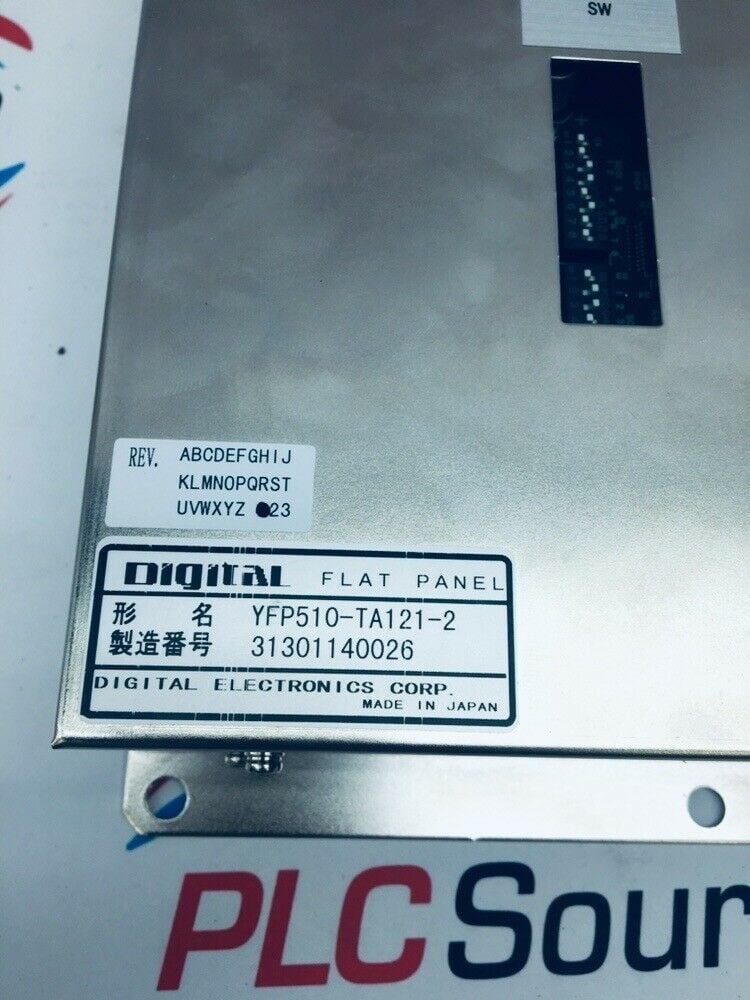 SW
REV. ABCDEFGHIJ
KLMNOPQRST
UVWXYZ ●23
Digital FLAT PANEL
形 名 YFP510-TA121-2
製造番号 31301140026
DIGITAL ELECTRONICS CORP.
MADE IN JAPAN
PLC Sour